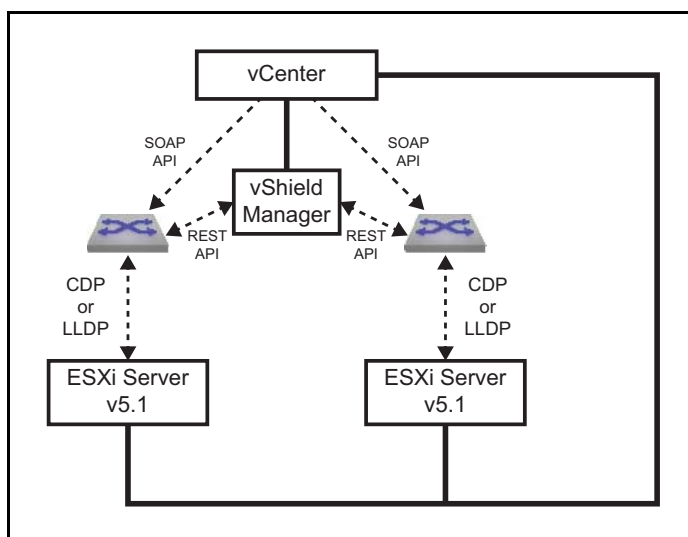 vCenter
SOAP
API
SOAP
API
vShield
Manager
REST
API
REST
API
CDP
or
LLDP
CDP
or
LLDP
ESXi Server
v5.1
ESXi Server
v5.1